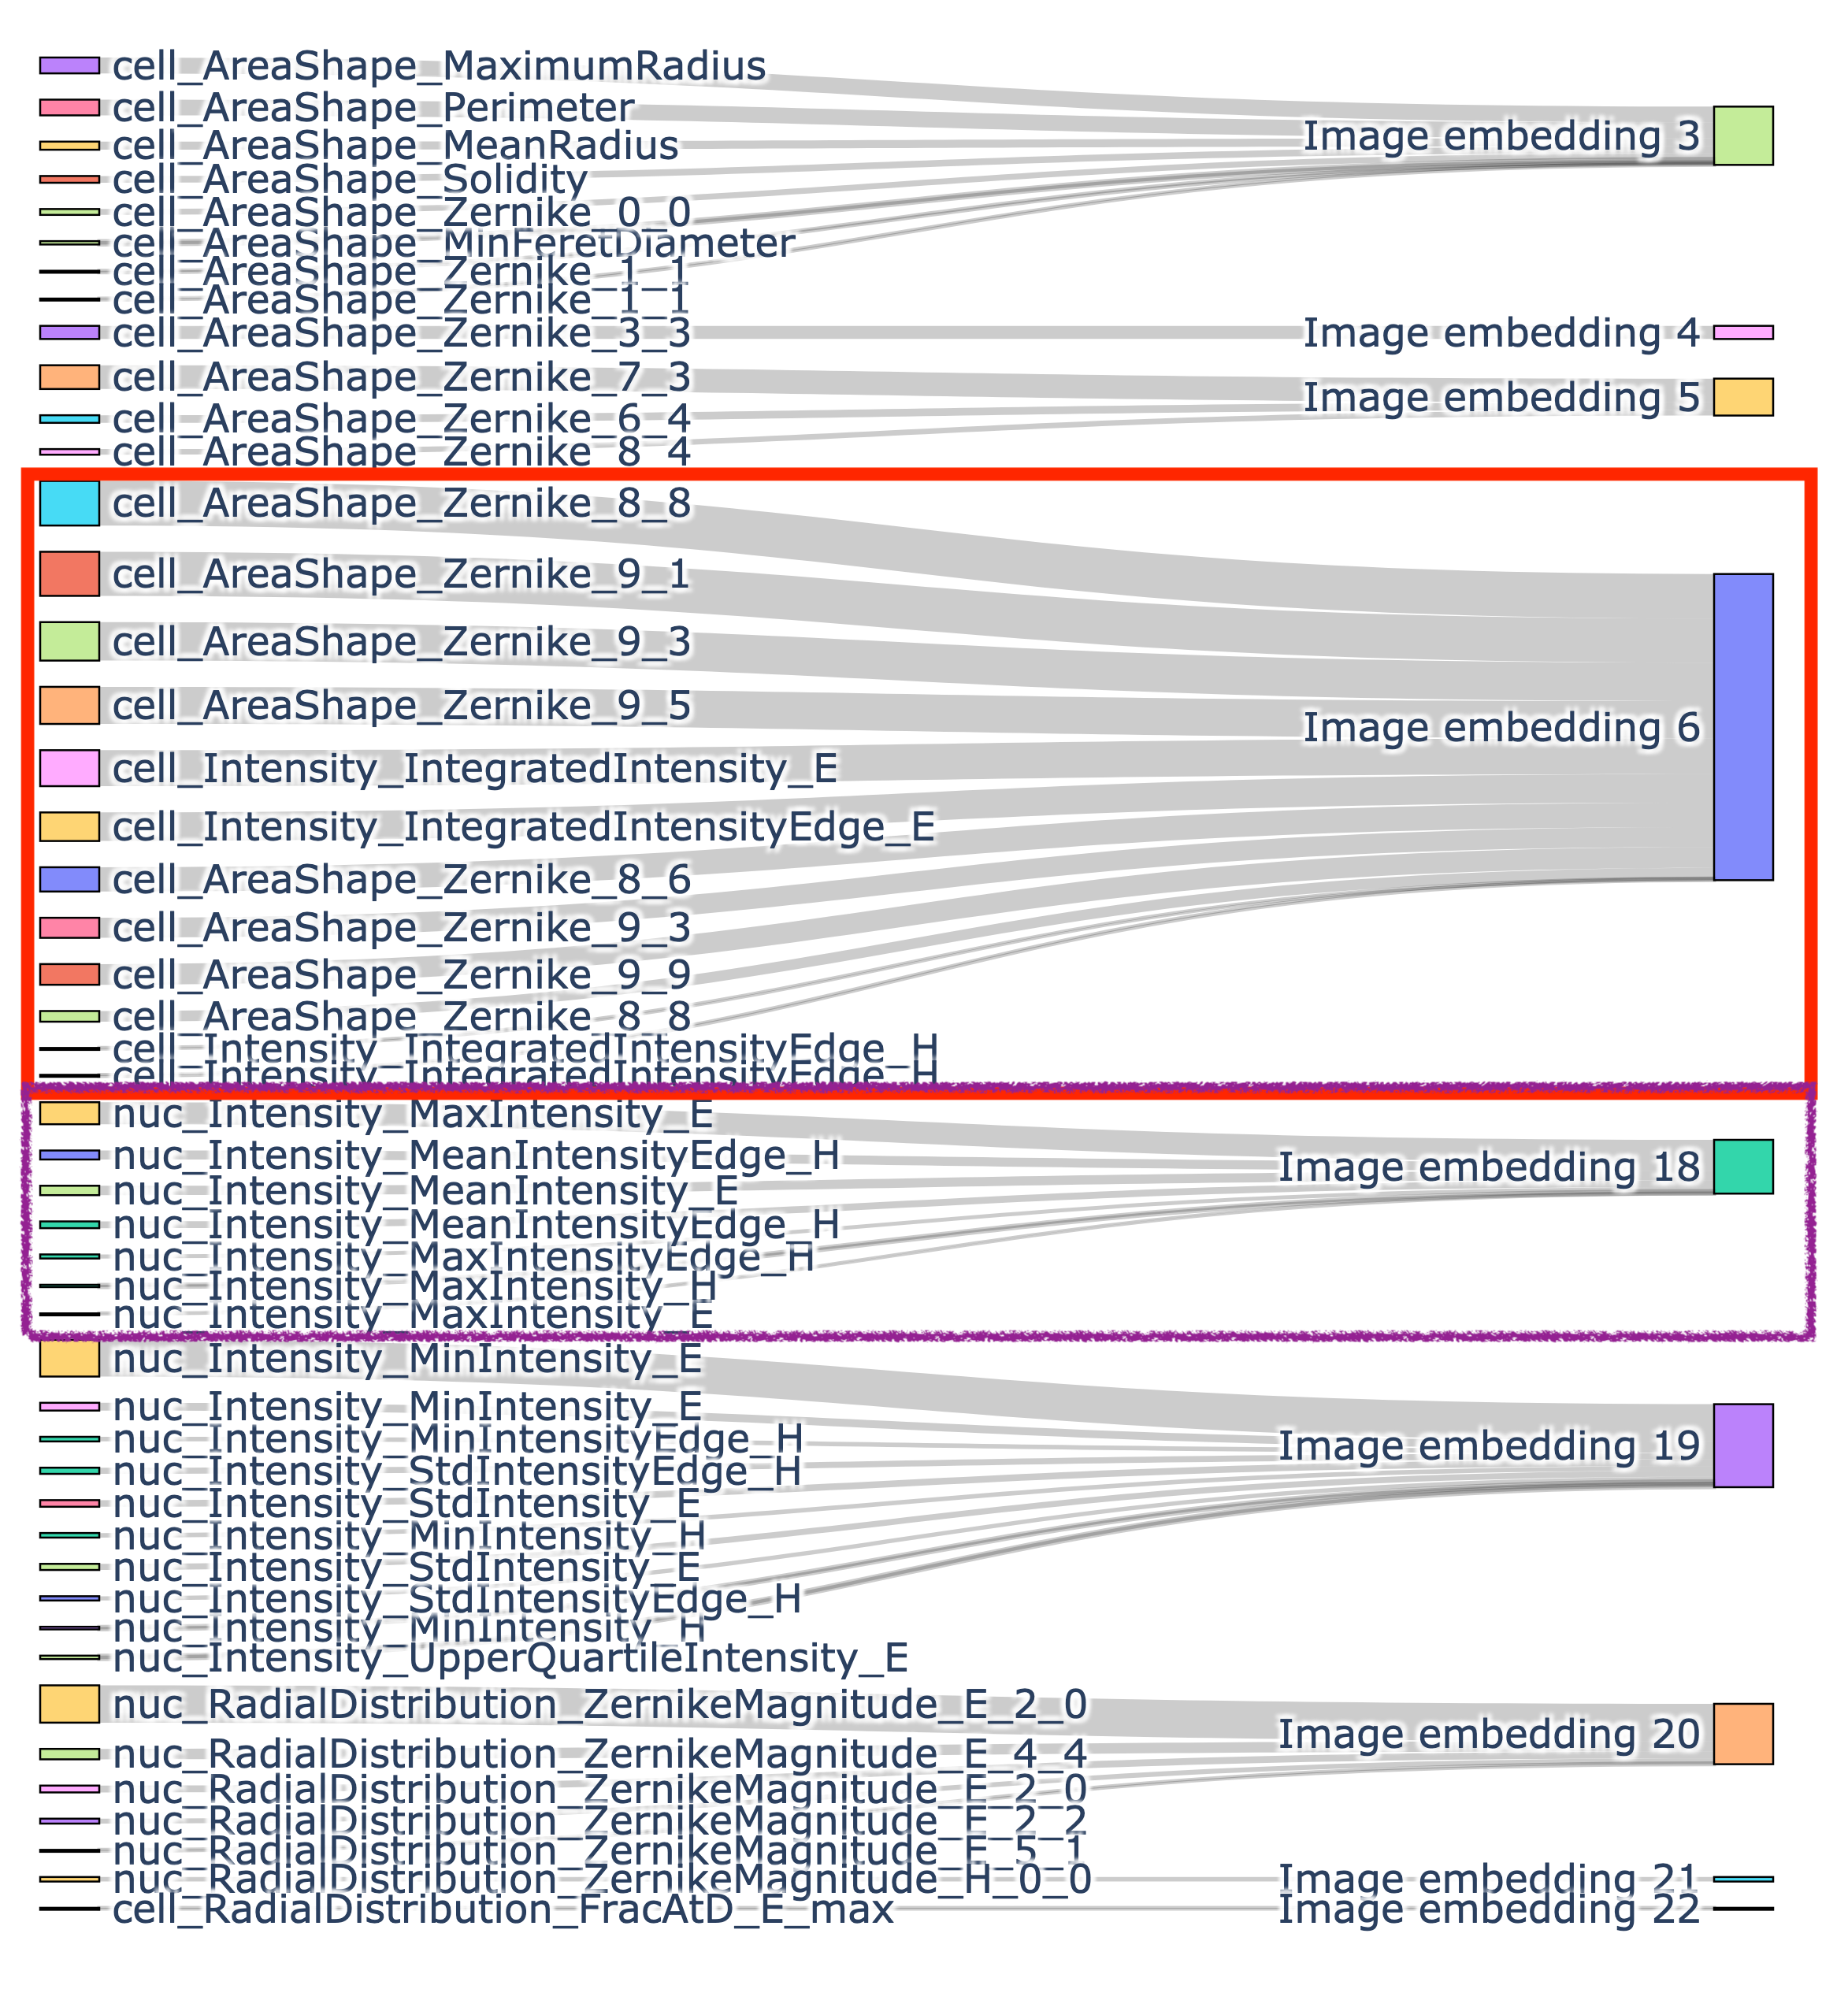 cell_AreaShape_MaximumRadius
cell_AreaShape_Perimeter
Image embedding 3
cell_AreaShape_MeanRadius
cell_AreaShape_Solidity
cell_AreaShape_Zernike_0_0
cell_AreaShape_MinFeretDiameter
cell_AreaShape_Zernike_1_1
cell_AreaShape_Zernike_1_1
cell_AreaShape_Zernike_3_3
Image embedding 4
cell_AreaShape_Zernike_7_3
Image embedding 5
cell_AreaShape_Zernike_6_4
cell_AreaShape_Zernike_8_4
cell_AreaShape_Zernike_8_8
cell_AreaShape_Zernike_9_1
cell_AreaShape_Zernike_9_3
cell_AreaShape_Zernike_9_5
Image embedding 6
cell_Intensity_IntegratedIntensity_E
cell_Intensity_IntegratedIntensityEdge_E
cell_AreaShape_Zernike_8_6
cell_AreaShape_Zernike_9_3
cell_AreaShape_Zernike_9_9
cell_AreaShape_Zernike_8_8
cell_Intensity_IntegratedIntensityEdge_H
cell_Intensity_IntegratedIntensityEdge_H
nuc_Intensity_MaxIntensity_E
nuc_Intensity_MeanIntensityEdge_H
Image embedding 18
nuc_Intensity_MeanIntensity_E
nuc_Intensity_MeanIntensityEdge_H
nuc_Intensity_MaxIntensityEdge_H
nuc_Intensity_MaxIntensity_H
nuc_Intensity_MaxIntensity_E
nuc_Intensity_MinIntensity_E
nuc_Intensity_MinIntensity_E
nuc_Intensity_MinIntensityEdge_H
Image embedding 19
nuc_Intensity_StdIntensityEdge_H
nuc_Intensity_StdIntensity_E
nuc_Intensity_MinIntensity_H
nuc_Intensity_StdIntensity_E
nuc_Intensity_StdIntensityEdge_H
nuc_Intensity_MinIntensity_H
nuc_Intensity_UpperQuartileIntensity_E
nuc_RadialDistribution_ZernikeMagnitude_E_2_0
Image embedding 20
nuc_RadialDistribution_ZernikeMagnitude_E_4_4
nuc_RadialDistribution_ZernikeMagnitude_E_2_0
nuc_RadialDistribution_ZernikeMagnitude_E_2_2
nuc_RadialDistribution_ZernikeMagnitude_E_5_1
nuc_RadialDistribution_ZernikeMagnitude_H_0_0
Image embedding 21
cell_RadialDistribution_FracAtD_E_max
Image embedding 22